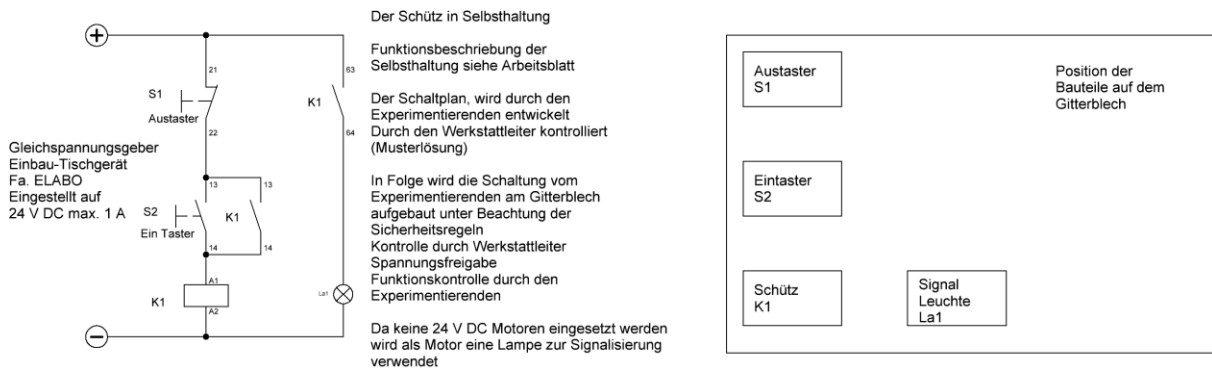 Gleichspannungsgeber
Einbau-Tischgerät
Fa. ELABO
Eingestellt auf
24 V DC max. 1 A
21
S1
Austaster
22
13
S2
Ein Taster
14
13
K1
14
A1
K1
A2
63
K1
64
La1
Der Schütz in Selbsthaltung
Funktionsbeschriebung der
Selbsthaltung siehe Arbeitsblatt
Der Schaltplan, wird durch den
Experimentierenden entwickelt
Durch den Werkstattleiter kontrolliert
(Musterlösung)
In Folge wird die Schaltung vom
Experimentierenden am Gitterblech
aufgebaut unter Beachtung der
Sicherheitsregeln
Kontrolle durch Werkstattleiter
Spannungsfreigabe
Funktionskontrolle durch den
Experimentierenden
Da keine 24 V DC Motoren eingesetzt werden
wird als Motor eine Lampe zur Signalisierung
verwendet
Austaster
S1
Position der
Bauteile auf dem
Gitterblech
Eintaster
S2
Schütz
K1
Signal
Leuchte
La1